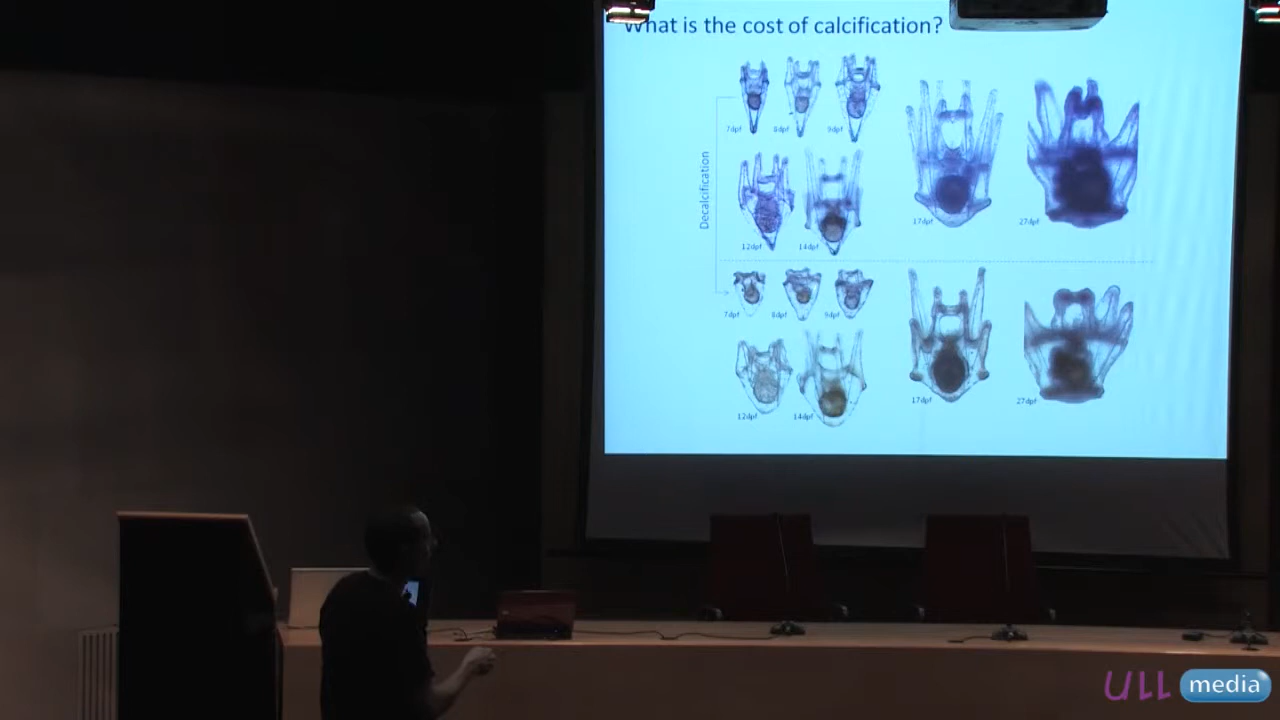 What is the cost of calcification?
7dpf
8dpf
9dpf
Decalcification
12dpf
14dpf
17dpf
27dpf
7dpf
8dpf
9dpf
12dpf
14dpf
17dpf
27dpf
ULL media